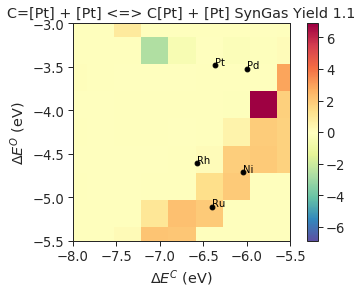 C=[Pt] + [Pt] <=> C[Pt] + [Pt] SynGas Yield 1.1
−3.0
−3.5
−4.0
−4.5
−5.0
−5.5
ΔE^O (eV)
Pt
Pd
Rh
Ni
Ru
−8.0 −7.5 −7.0 −6.5 −6.0 −5.5
ΔE^C (eV)
6
4
2
0
−2
−4
−6